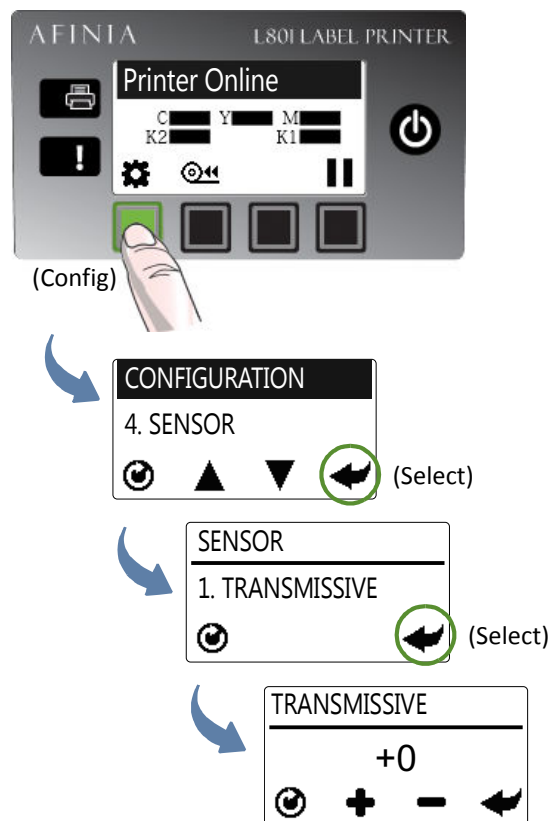 AFINIA L801 LABEL PRINTER
Printer Online
C Y M
K2 K1
!
(Config)
CONFIGURATION
4. SENSOR
(Select)
SENSOR
1. TRANSMISSIVE
(Select)
TRANSMISSIVE
+0